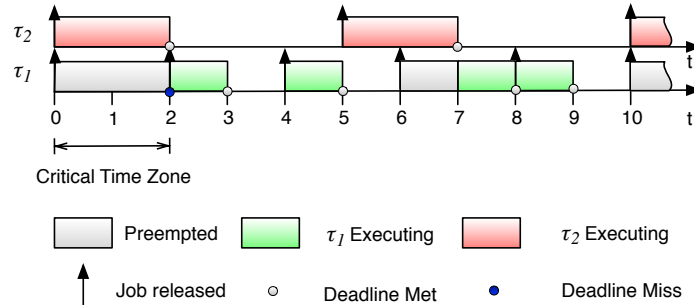 τ2
t
τ1
0 1 2 3 4 5 6 7 8 9 10 t
Critical Time Zone
Preempted τ1 Executing τ2 Executing
Job released Deadline Met Deadline Miss